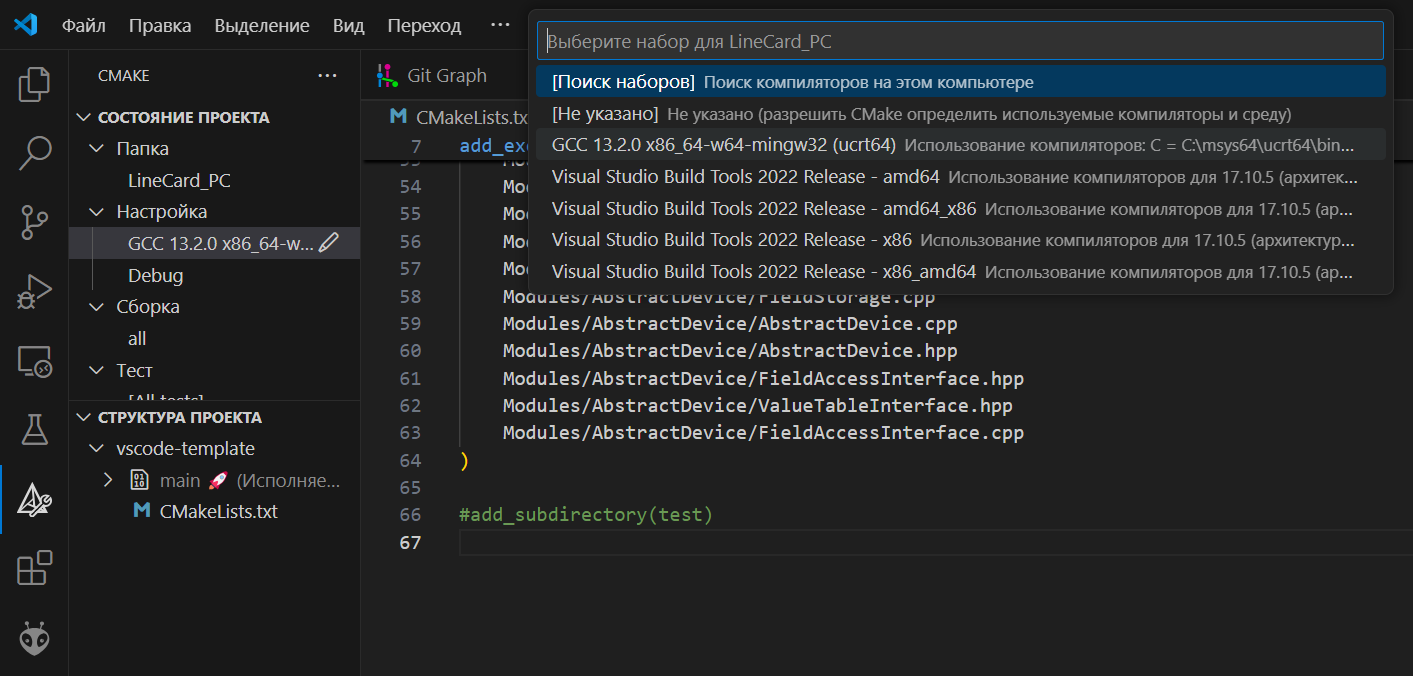 Файл Правка Выделение Вид Переход ...
Выберите набор для LineCard_PC
[Поиск наборов] Поиск компиляторов на этом компьютере
[Не указано] Не указано (разрешить CMake определить используемые компиляторы и среду)
GCC 13.2.0 x86_64-w64-mingw32 (ucrt64) Использование компиляторов: C = C:\msys64\ucrt64\bin...
Visual Studio Build Tools 2022 Release - amd64 Использование компиляторов для 17.10.5 (архитек...
Visual Studio Build Tools 2022 Release - amd64_x86 Использование компиляторов для 17.10.5 (ар...
Visual Studio Build Tools 2022 Release - x86 Использование компиляторов для 17.10.5 (архитектур...
Visual Studio Build Tools 2022 Release - x86_amd64 Использование компиляторов для 17.10.5 (ар...
CMAKE ...
СОСТОЯНИЕ ПРОЕКТА
Папка
LineCard_PC
Настройка
GCC 13.2.0 x86_64-w...
Debug
Сборка
all
Тест
[All tests]
СТРУКТУРА ПРОЕКТА
vscode-template
main 🚀 (Исполняе...
M CMakeLists.txt
Git Graph
M CMakeLists.tx
7 add_exe
54 Mod
55 Mod
56 Mod
57 Mod
58 Modules/AbstractDevice/FieldStorage.cpp
59 Modules/AbstractDevice/AbstractDevice.cpp
60 Modules/AbstractDevice/AbstractDevice.hpp
61 Modules/AbstractDevice/FieldAccessInterface.hpp
62 Modules/AbstractDevice/ValueTableInterface.hpp
63 Modules/AbstractDevice/FieldAccessInterface.cpp
64 )
65
66 #add_subdirectory(test)
67